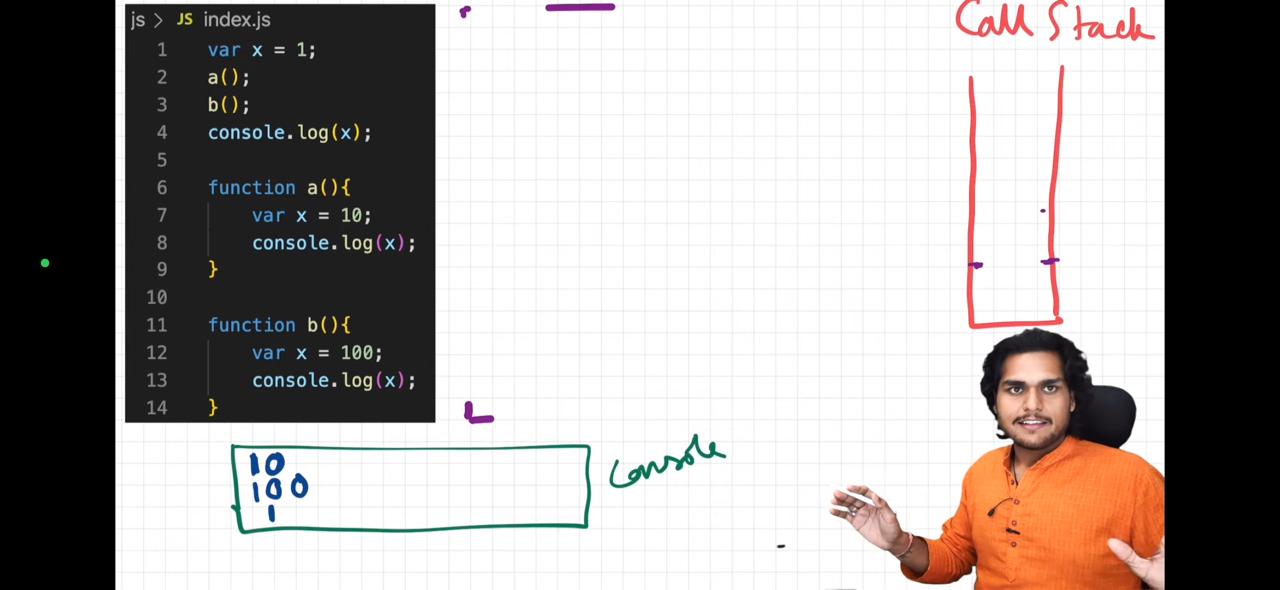 js > JS index.js
1 var x = 1;
2 a();
3 b();
4 console.log(x);
5
6 function a(){
7 var x = 10;
8 console.log(x);
9 }
10
11 function b(){
12 var x = 100;
13 console.log(x);
14 }
Call Stack
10
100
1
Console